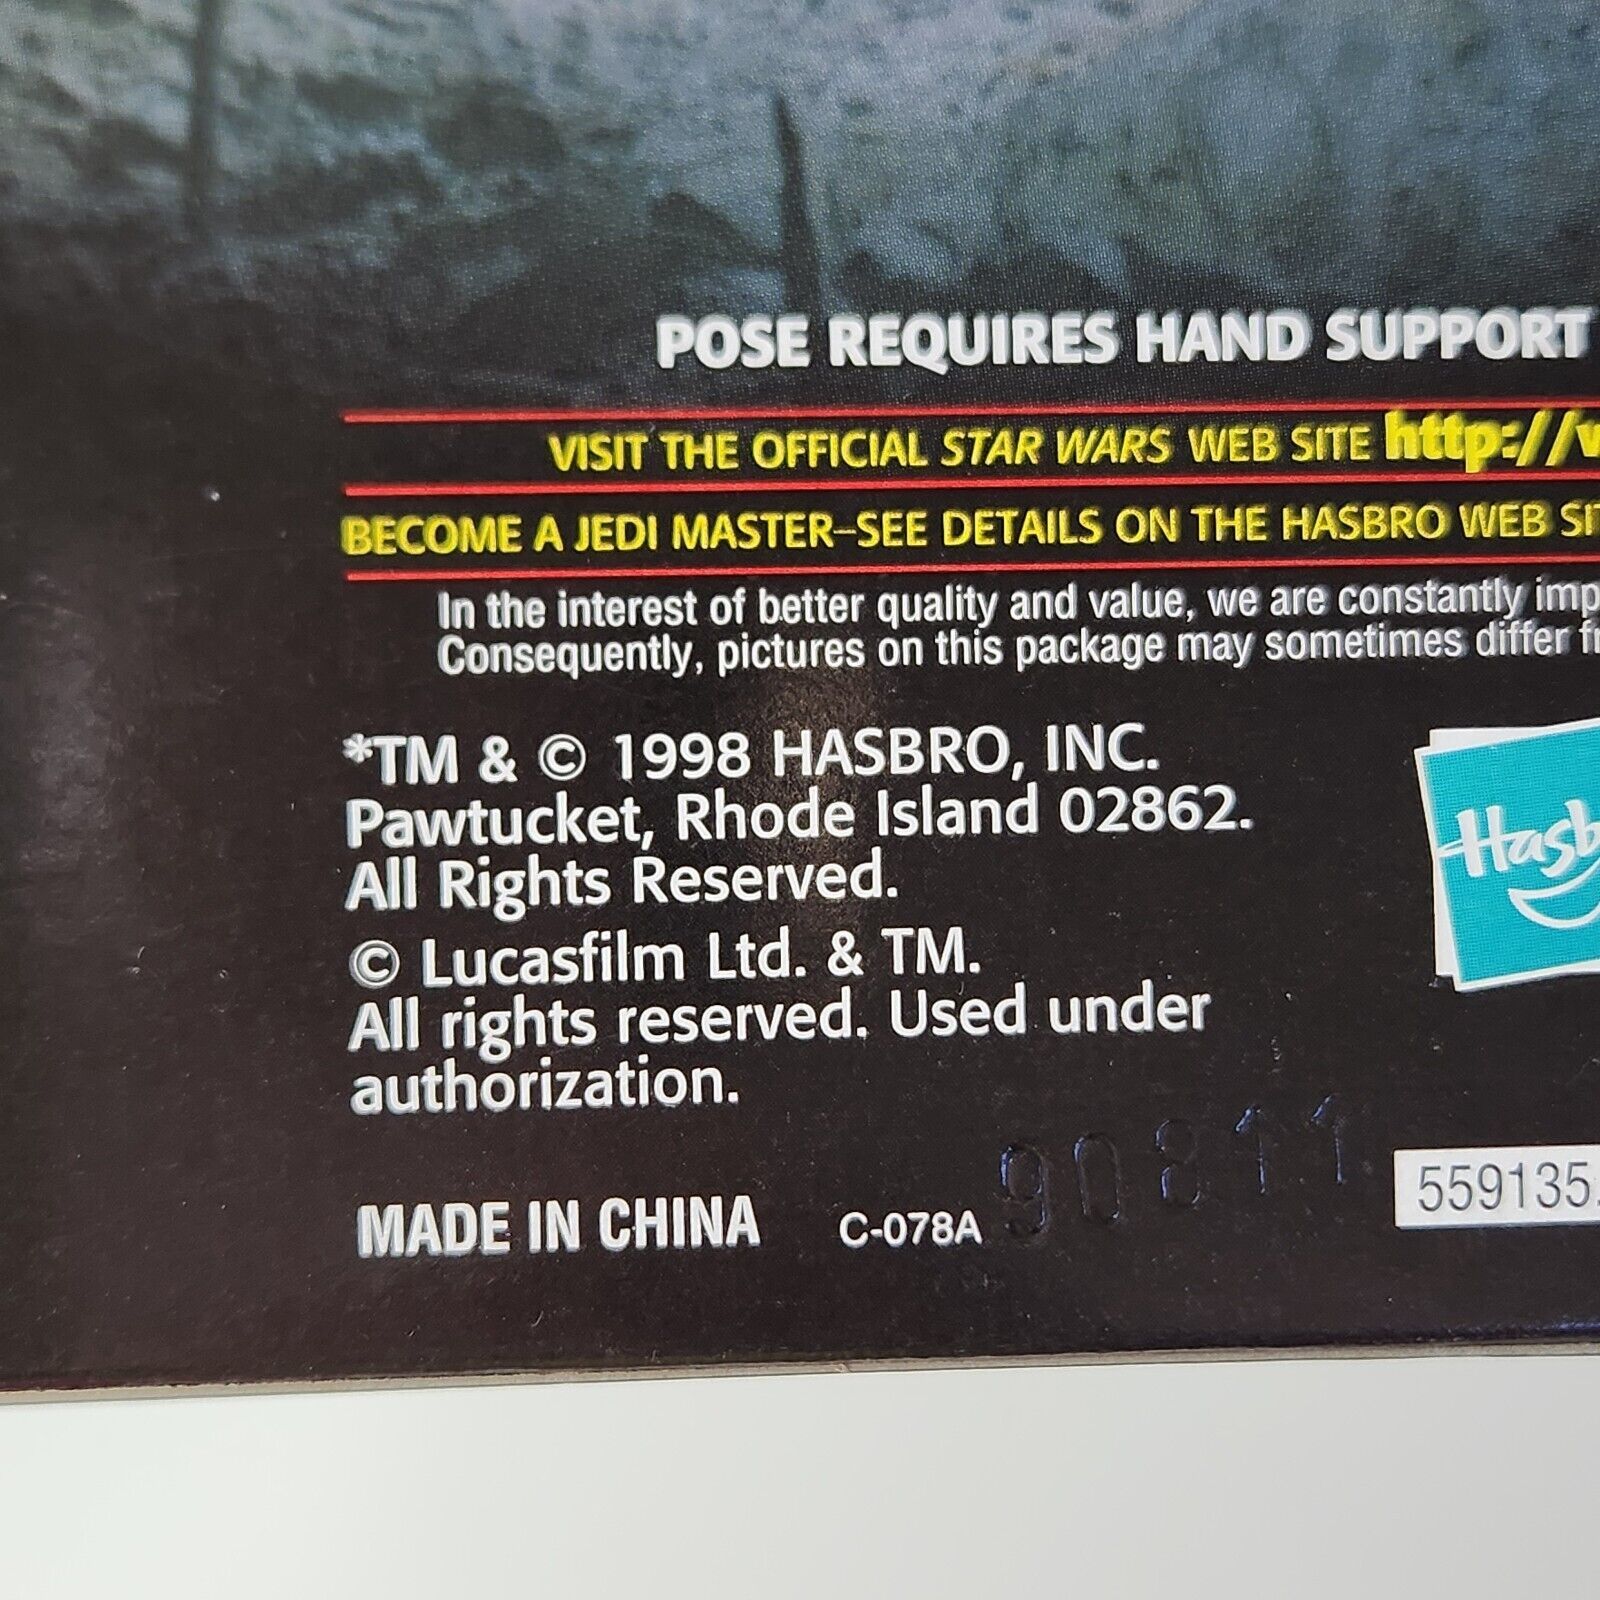 POSE REQUIRES HAND SUPPORT
VISIT THE OFFICIAL STAR WARS WEB SITE http://
BECOME A JEDI MASTER–SEE DETAILS ON THE HASBRO WEB
In the interest of better quality and value, we are constantly
Consequently, pictures on this package may sometimes differ
*TM & © 1998 HASBRO, INC.
Pawtucket, Rhode Island 02862.
All Rights Reserved.
© Lucasfilm Ltd. & TM.
All rights reserved. Used under
authorization.
MADE IN CHINA C-078A 90811 559135
Hasb